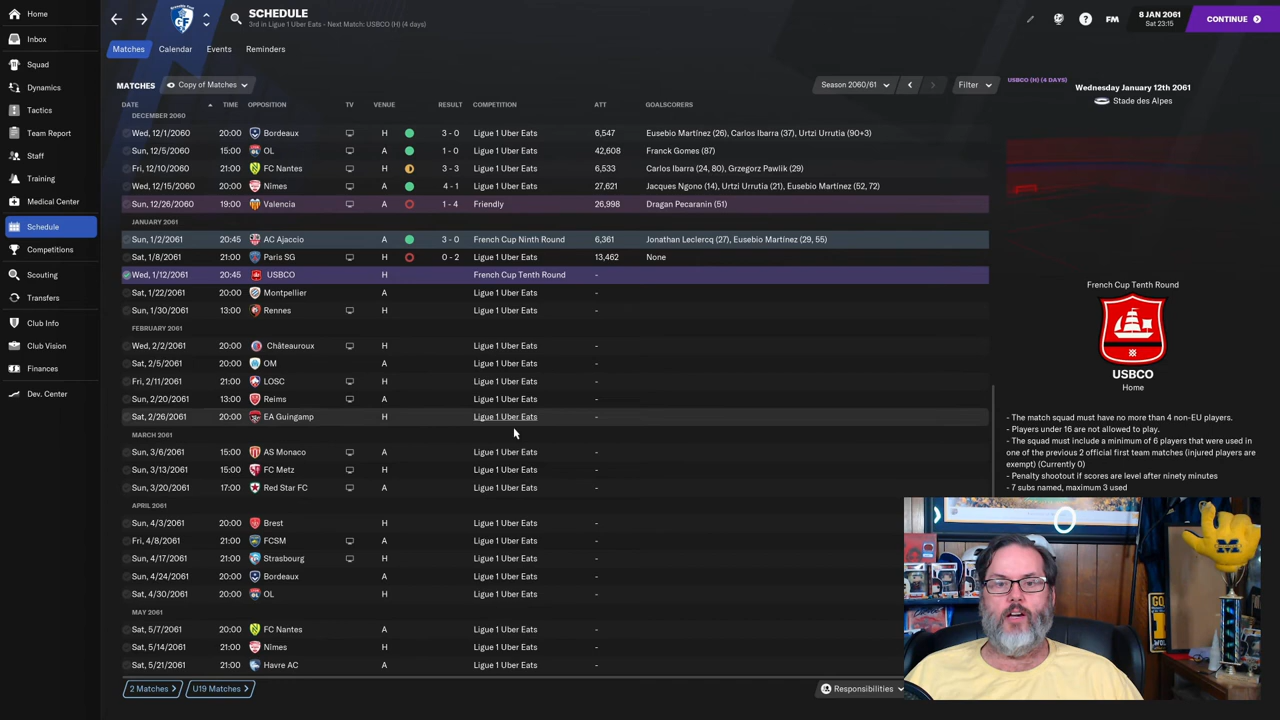 Home
SCHEDULE
3rd in Ligue 1 Uber Eats - Next Match: USBCO (H) (4 days)
FM
8 JAN 2061
Sat 23:15
CONTINUE
Inbox
Squad
Dynamics
Tactics
Team Report
Staff
Training
Medical Center
Schedule
Competitions
Scouting
Transfers
Club Info
Club Vision
Finances
Dev. Center
Matches Calendar Events Reminders
MATCHES Copy of Matches Season 2060/61 Filter
DATE TIME OPPOSITION TV VENUE RESULT COMPETITION ATT GOALSCORERS
DECEMBER 2060
Wed, 12/1/2060 20:00 Bordeaux H 3 - 0 Ligue 1 Uber Eats 6,547 Eusebio Martínez (26), Carlos Ibarra (37), Urtzi Urrutia (90+3)
Sun, 12/5/2060 15:00 OL A 1 - 0 Ligue 1 Uber Eats 42,608 Franck Gomes (87)
Fri, 12/10/2060 21:00 FC Nantes H 3 - 3 Ligue 1 Uber Eats 6,533 Carlos Ibarra (24, 80), Grzegorz Pawlik (29)
Wed, 12/15/2060 20:00 Nîmes A 4 - 1 Ligue 1 Uber Eats 27,621 Jacques Ngono (14), Urtzi Urrutia (21), Eusebio Martínez (52, 72)
Sun, 12/26/2060 19:00 Valencia A 1 - 4 Friendly 26,998 Dragan Pecaranin (51)
JANUARY 2061
Sun, 1/2/2061 20:45 AC Ajaccio A 3 - 0 French Cup Ninth Round 6,361 Jonathan Leclercq (27), Eusebio Martínez (29, 55)
Sat, 1/8/2061 21:00 Paris SG A 0 - 2 Ligue 1 Uber Eats 13,462 None
Wed, 1/12/2061 20:45 USBCO H French Cup Tenth Round -
Sat, 1/22/2061 20:00 Montpellier A Ligue 1 Uber Eats -
Sun, 1/30/2061 13:00 Rennes H Ligue 1 Uber Eats -
FEBRUARY 2061
Wed, 2/2/2061 20:00 Châteauroux H Ligue 1 Uber Eats -
Sat, 2/5/2061 20:00 OM A Ligue 1 Uber Eats -
Fri, 2/11/2061 21:00 LOSC H Ligue 1 Uber Eats -
Sun, 2/20/2061 13:00 Reims A Ligue 1 Uber Eats -
Sat, 2/26/2061 20:00 EA Guingamp H Ligue 1 Uber Eats -
MARCH 2061
Sun, 3/6/2061 15:00 AS Monaco A Ligue 1 Uber Eats -
Sun, 3/13/2061 15:00 FC Metz H Ligue 1 Uber Eats -
Sun, 3/20/2061 17:00 Red Star FC A Ligue 1 Uber Eats -
APRIL 2061
Sun, 4/3/2061 20:00 Brest H Ligue 1 Uber Eats -
Fri, 4/8/2061 21:00 FCSM A Ligue 1 Uber Eats -
Sun, 4/17/2061 21:00 Strasbourg H Ligue 1 Uber Eats -
Sun, 4/24/2061 20:00 Bordeaux A Ligue 1 Uber Eats -
Sat, 4/30/2061 20:00 OL H Ligue 1 Uber Eats -
MAY 2061
Sat, 5/7/2061 20:00 FC Nantes A Ligue 1 Uber Eats -
Sat, 5/14/2061 21:00 Nîmes H Ligue 1 Uber Eats -
Sat, 5/21/2061 21:00 Havre AC A Ligue 1 Uber Eats -
2 Matches U19 Matches Responsibilities
USBCO (H) (4 DAYS)
Wednesday January 12th 2061
Stade des Alpes
French Cup Tenth Round
USBCO
Home
- The match squad must have no more than 4 non-EU players.
- Players under 16 are not allowed to play.
- The squad must include a minimum of 6 players that were used in
one of the previous 2 official first team matches (injured players are
exempt) (Currently 0)
- Penalty shootout if scores are level after ninety minutes
- 7 subs named, maximum 3 used